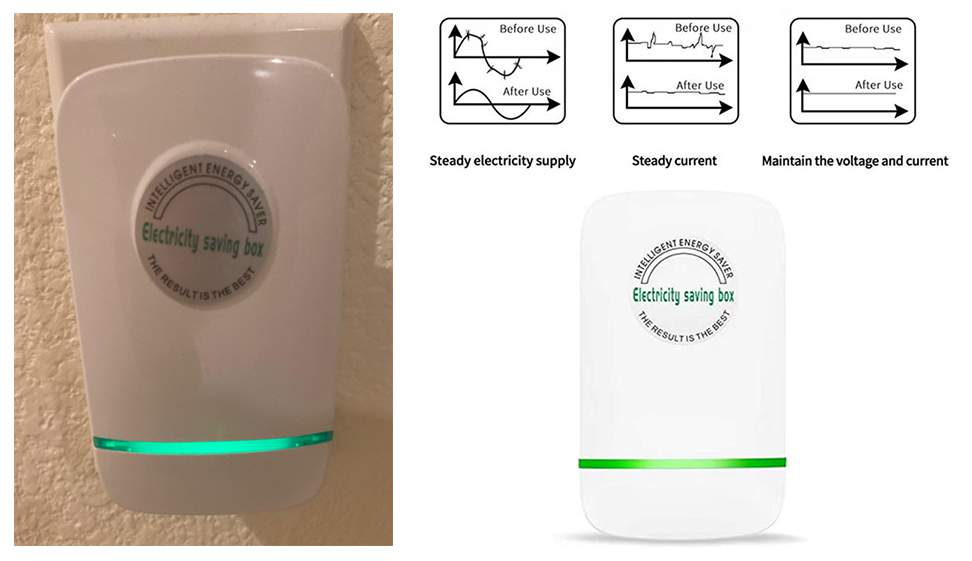 INTELLIGENT ENERGY SAVER
Electricity saving box
THE RESULT IS THE BEST
Before Use
After Use
Steady electricity supply
Before Use
After Use
Steady current
Before Use
After Use
Maintain the voltage and current
INTELLIGENT ENERGY SAVER
Electricity saving box
THE RESULT IS THE BEST